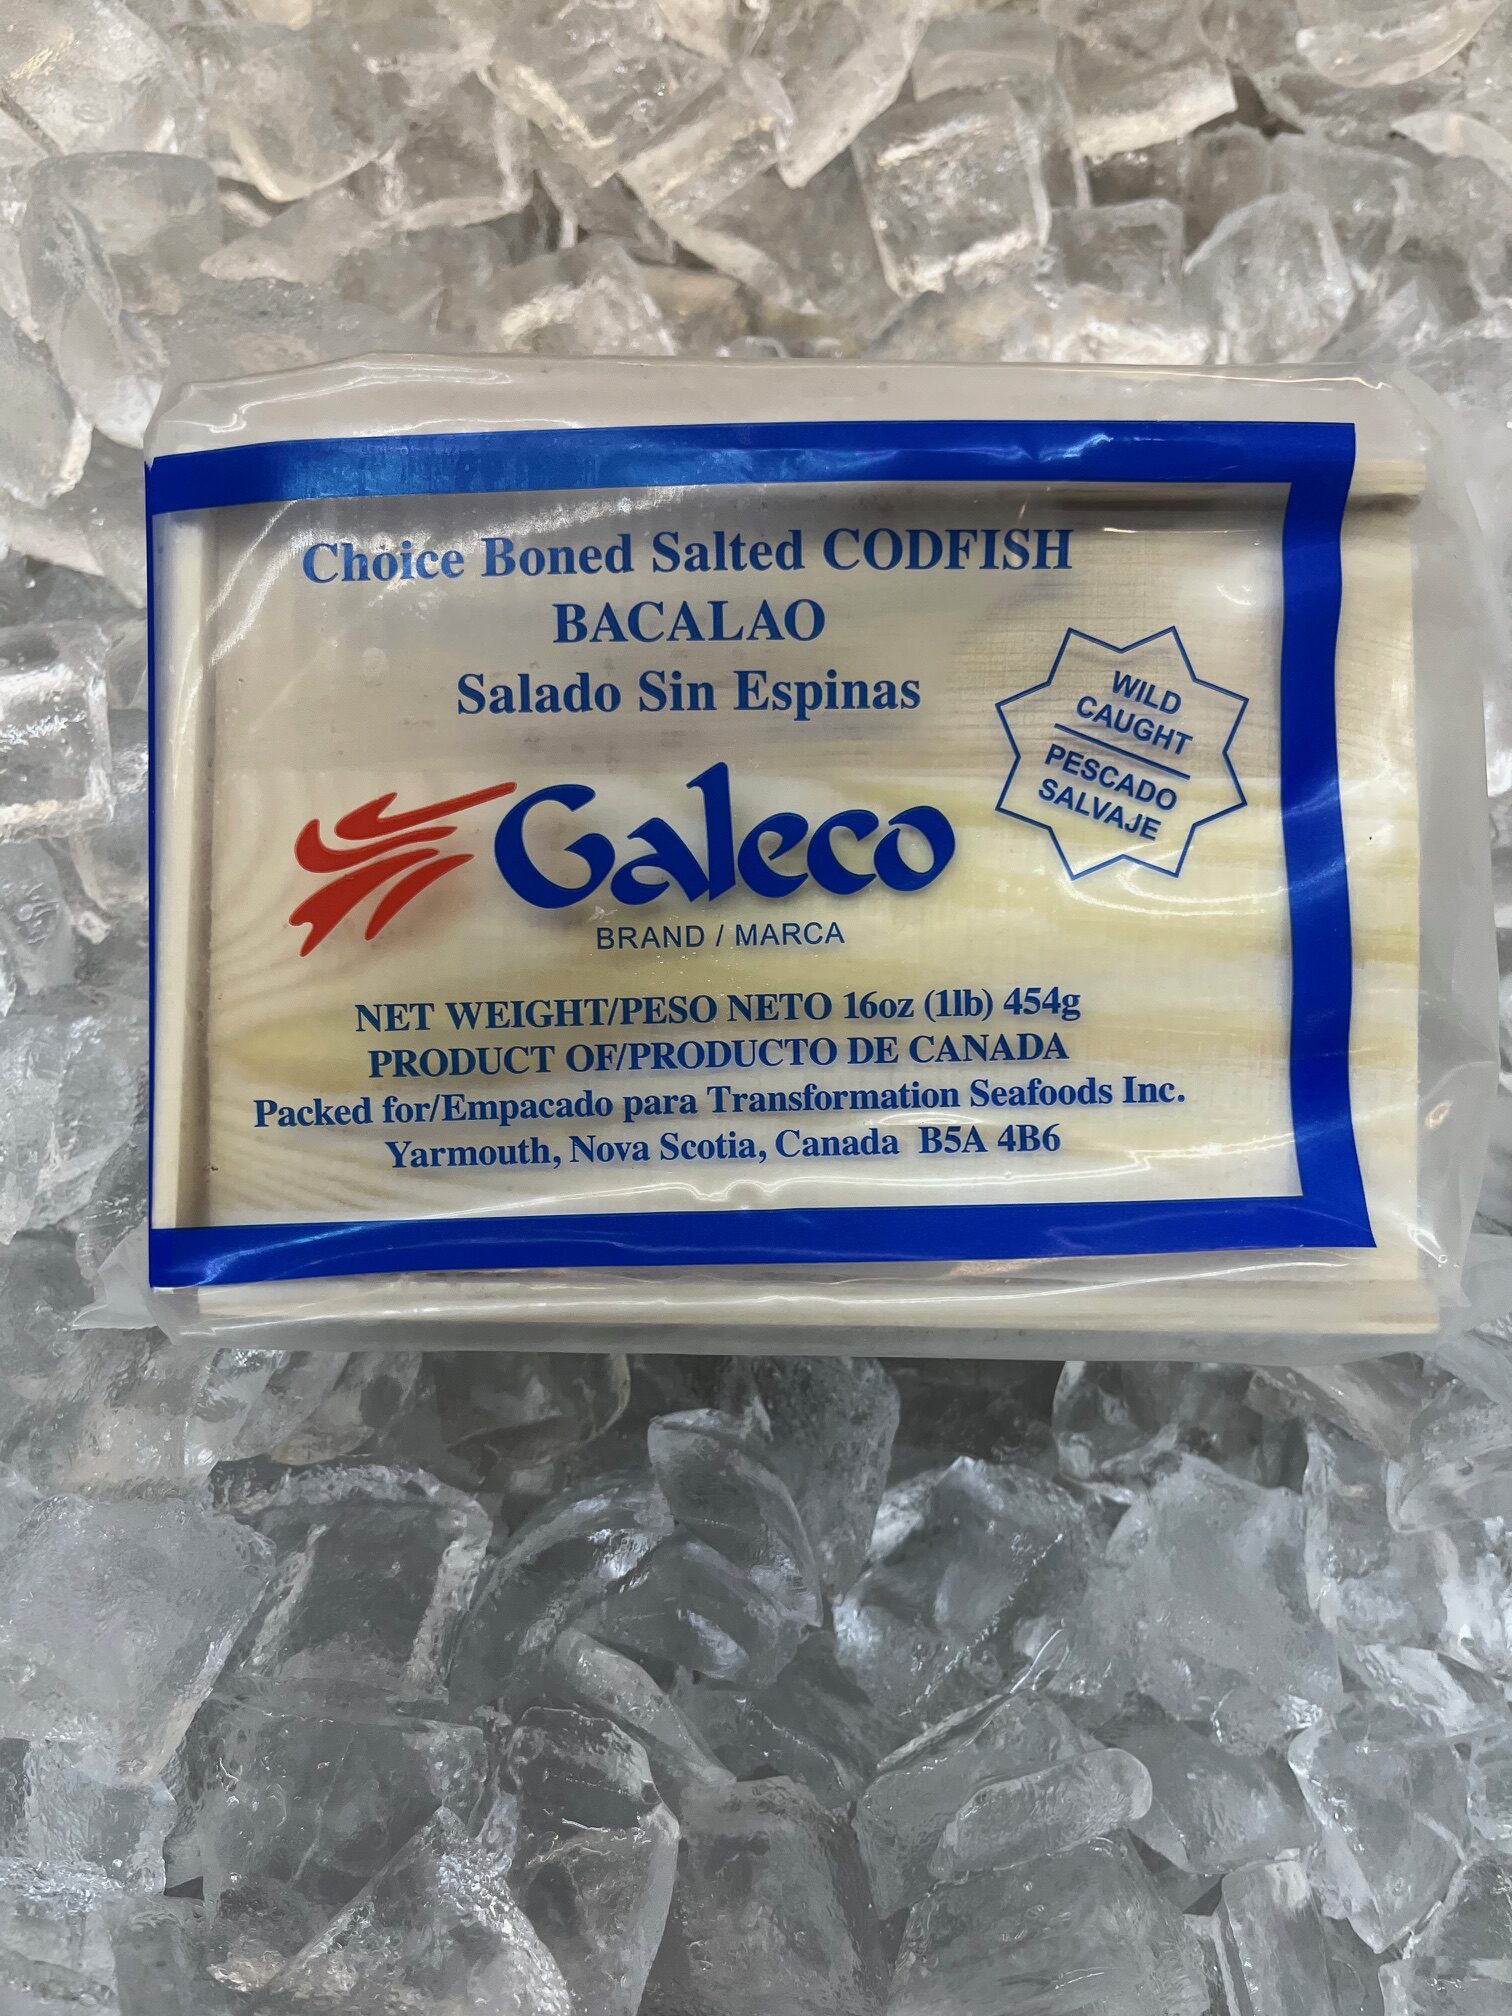 Choice Boned Salted CODFISH
BACALAO
Salado Sin Espinas
WILD
CAUGHT
PESCADO
SALVAJE
Galeco
BRAND / MARCA
NET WEIGHT/PESO NETO 16oz (1lb) 454g
PRODUCT OF/PRODUCTO DE CANADA
Packed for/Empacado para Transformation Seafoods Inc.
Yarmouth, Nova Scotia, Canada B5A 4B6